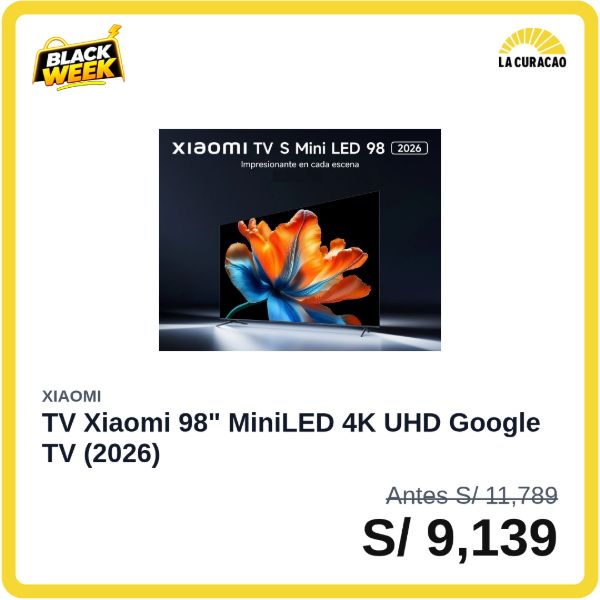 BLACK
WEEK
LA CURACAO
XIAOMI TV S Mini LED 98 2026
Impresionante en cada escena
XIAOMI
TV Xiaomi 98" MiniLED 4K UHD Google
TV (2026)
Antes S/ 11,789
S/ 9,139